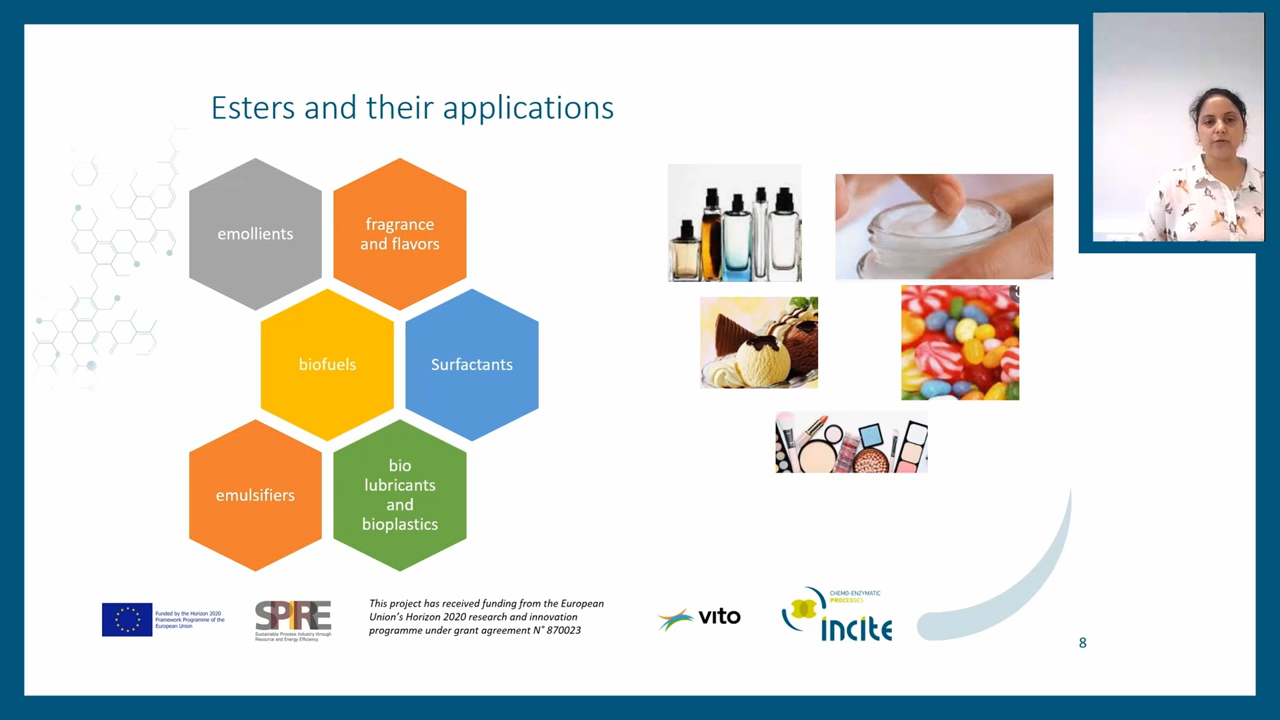 Esters and their applications
emollients
fragrance
and flavors
biofuels
Surfactants
emulsifiers
bio
lubricants
and
bioplastics
Funded by the Horizon 2020
Framework Programme of the
European Union
SPIRE
Sustainable Process Industry through
Resource and Energy Efficiency
This project has received funding from the European
Union's Horizon 2020 research and innovation
programme under grant agreement N° 870023
vito
CHEMO-ENZYMATIC
PROCESSES
incite
8